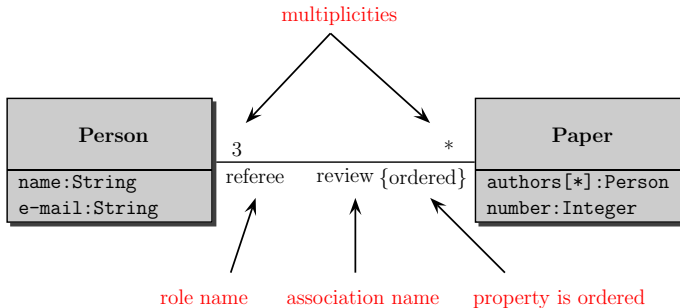 multiplicities
Person
Paper
3
*
referee
review
{ordered}
name:String
e-mail:String
authors[*]:Person
number:Integer
role name
association name
property is ordered